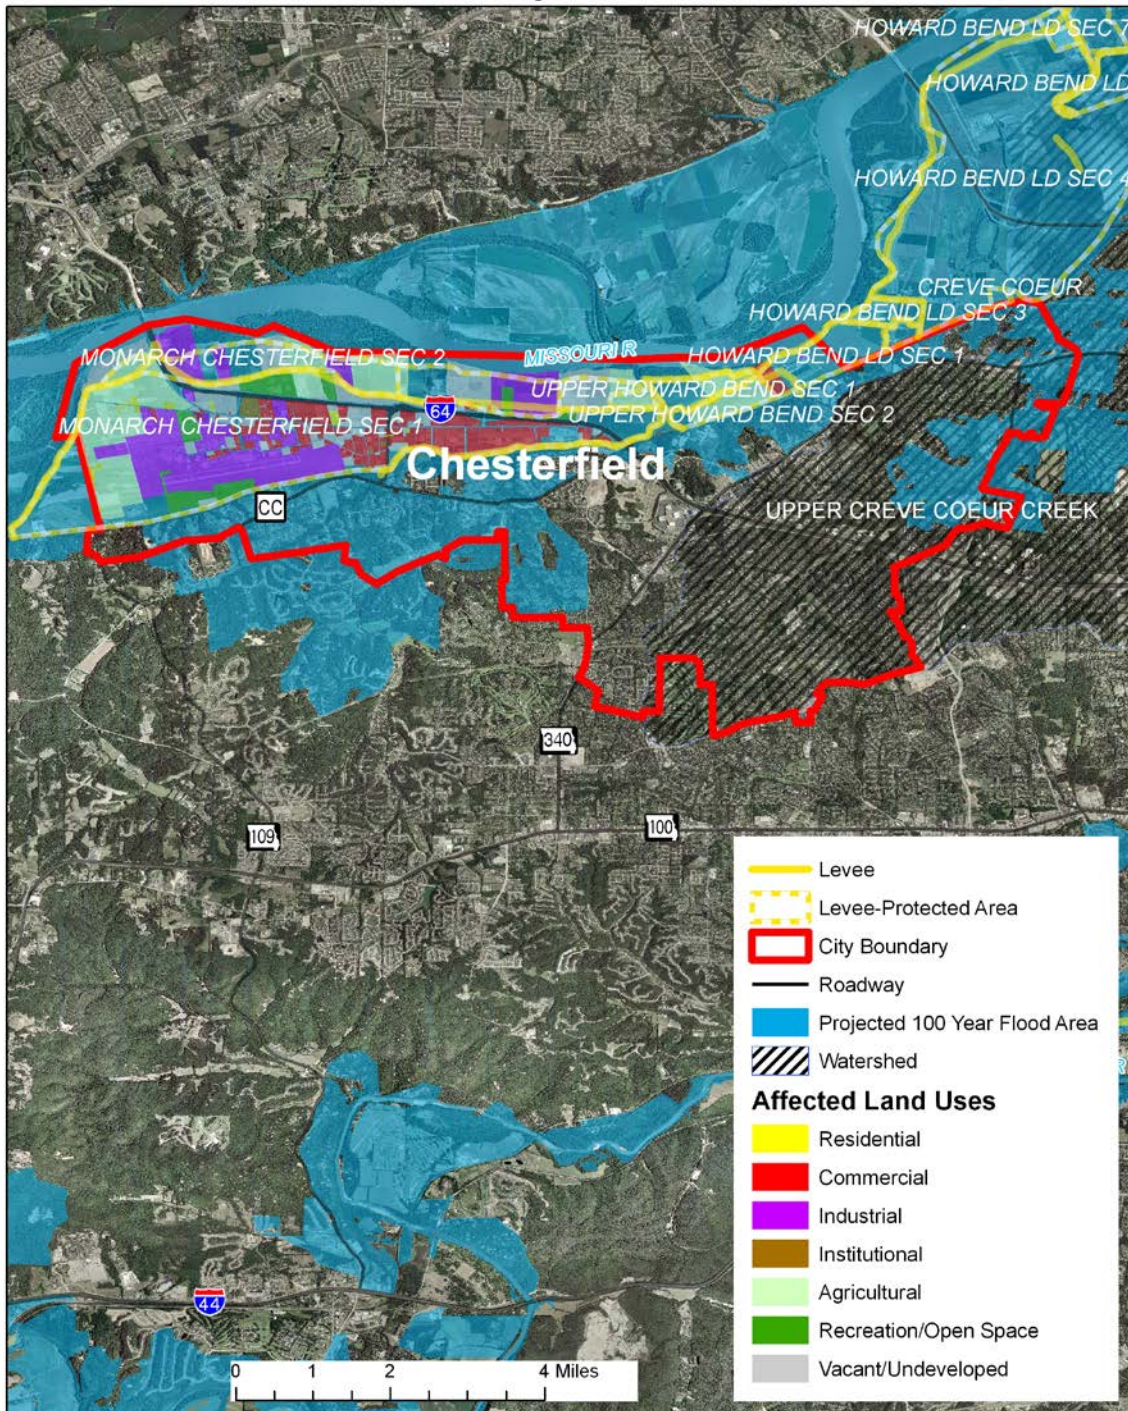 HOWARD BEND LD SEC 7
HOWARD BEND LD
HOWARD BEND LD SEC 4
CREVE COEUR
HOWARD BEND LD SEC 3
MISSOURI R
HOWARD BEND LD SEC 1
MONARCH CHESTERFIELD SEC 2
UPPER HOWARD BEND SEC 1
64
UPPER HOWARD BEND SEC 2
MONARCH CHESTERFIELD SEC 1
Chesterfield
CC
UPPER CREVE COEUR CREEK
340
109
100
Levee
Levee-Protected Area
City Boundary
Roadway
Projected 100 Year Flood Area
Watershed
Affected Land Uses
Residential
Commercial
Industrial
Institutional
Agricultural
Recreation/Open Space
Vacant/Undeveloped
R
44
0 1 2 4 Miles